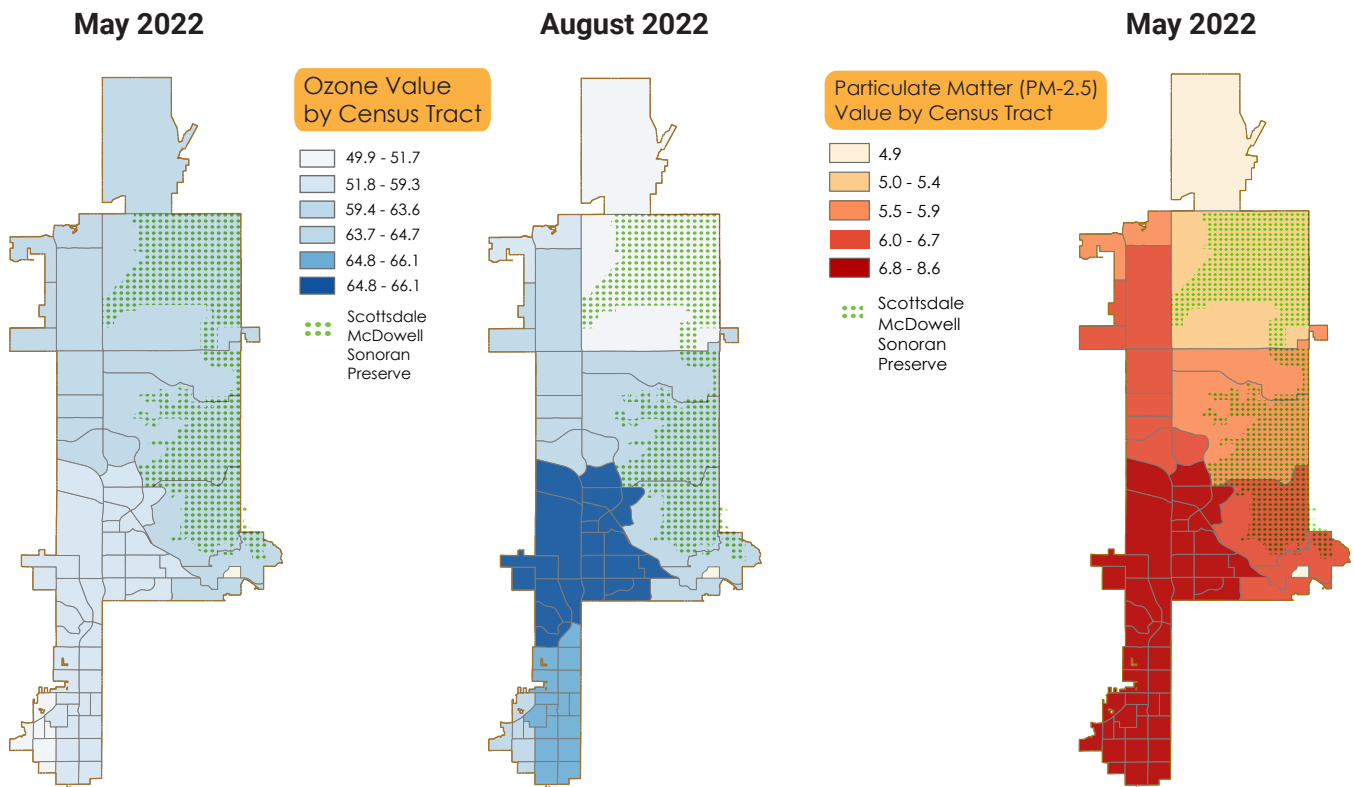 May 2022
August 2022
May 2022
Ozone Value
by Census Tract
49.9 - 51.7
51.8 - 59.3
59.4 - 63.6
63.7 - 64.7
64.8 - 66.1
64.8 - 66.1
Scottsdale
McDowell
Sonoran
Preserve
Particulate Matter (PM-2.5)
Value by Census Tract
4.9
5.0 - 5.4
5.5 - 5.9
6.0 - 6.7
6.8 - 8.6
Scottsdale
McDowell
Sonoran
Preserve